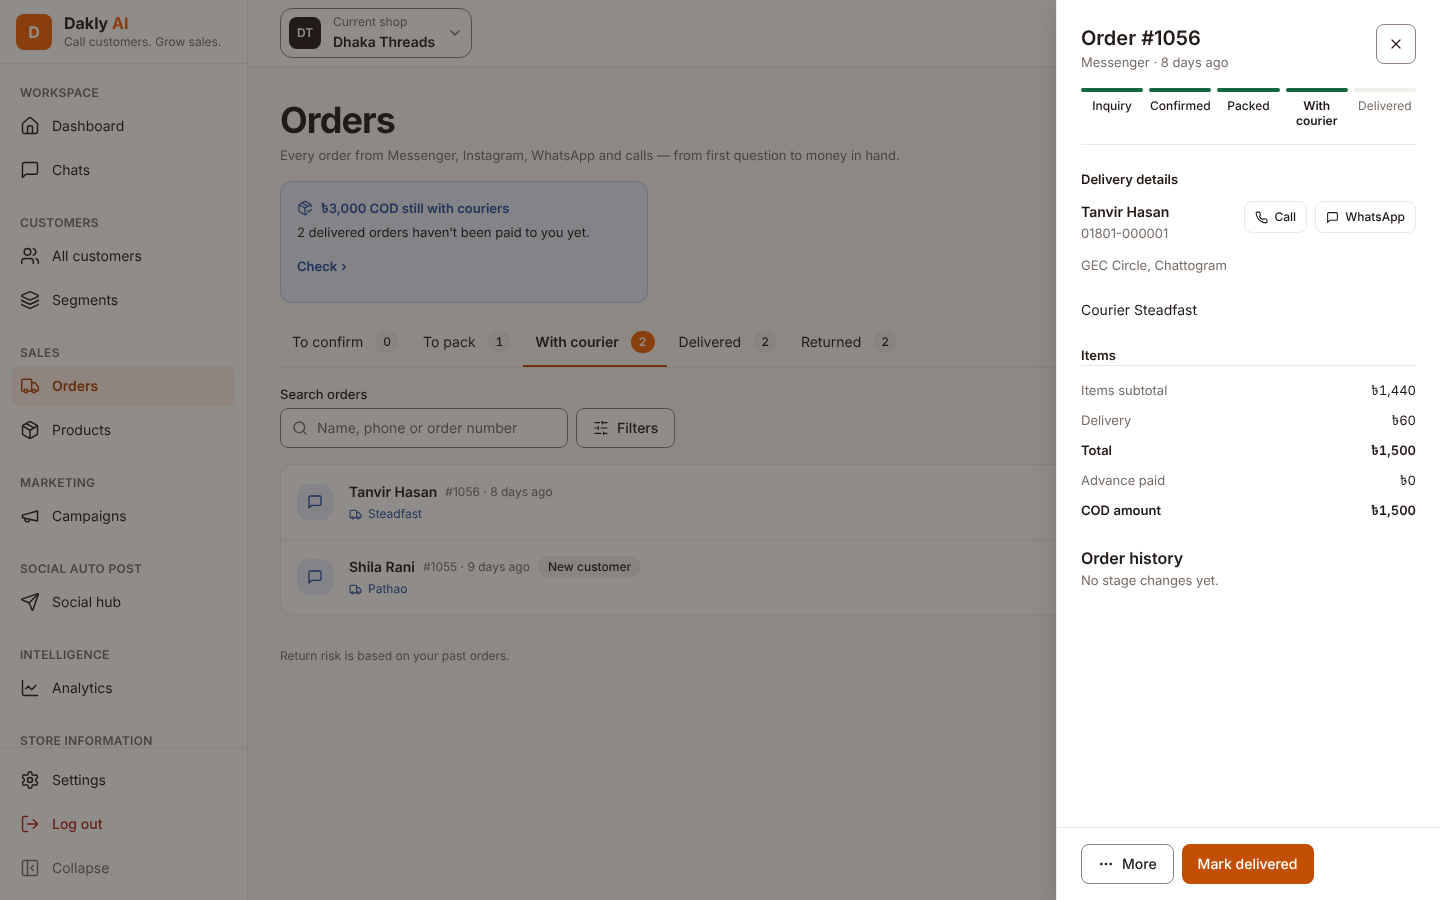 D
Dakly AI
Call customers. Grow sales.
WORKSPACE
Dashboard
Chats
CUSTOMERS
All customers
Segments
SALES
Orders
Products
MARKETING
Campaigns
SOCIAL AUTO POST
Social hub
INTELLIGENCE
Analytics
STORE INFORMATION
Settings
Log out
Collapse
DT
Current shop
Dhaka Threads
Orders
Every order from Messenger, Instagram, WhatsApp and calls — from first question to money in hand.
৳3,000 COD still with couriers
2 delivered orders haven’t been paid to you yet.
Check ›
To confirm 0 To pack 1 With courier 2 Delivered 2 Returned 2
Search orders
Name, phone or order number
Filters
Tanvir Hasan #1056 · 8 days ago
Steadfast
Shila Rani #1055 · 9 days ago New customer
Pathao
Return risk is based on your past orders.
Order #1056
Messenger · 8 days ago
Inquiry Confirmed Packed With courier Delivered
Delivery details
Tanvir Hasan
01801-000001
Call WhatsApp
GEC Circle, Chattogram
Courier Steadfast
Items
Items subtotal ৳1,440
Delivery ৳60
Total ৳1,500
Advance paid ৳0
COD amount ৳1,500
Order history
No stage changes yet.
More Mark delivered